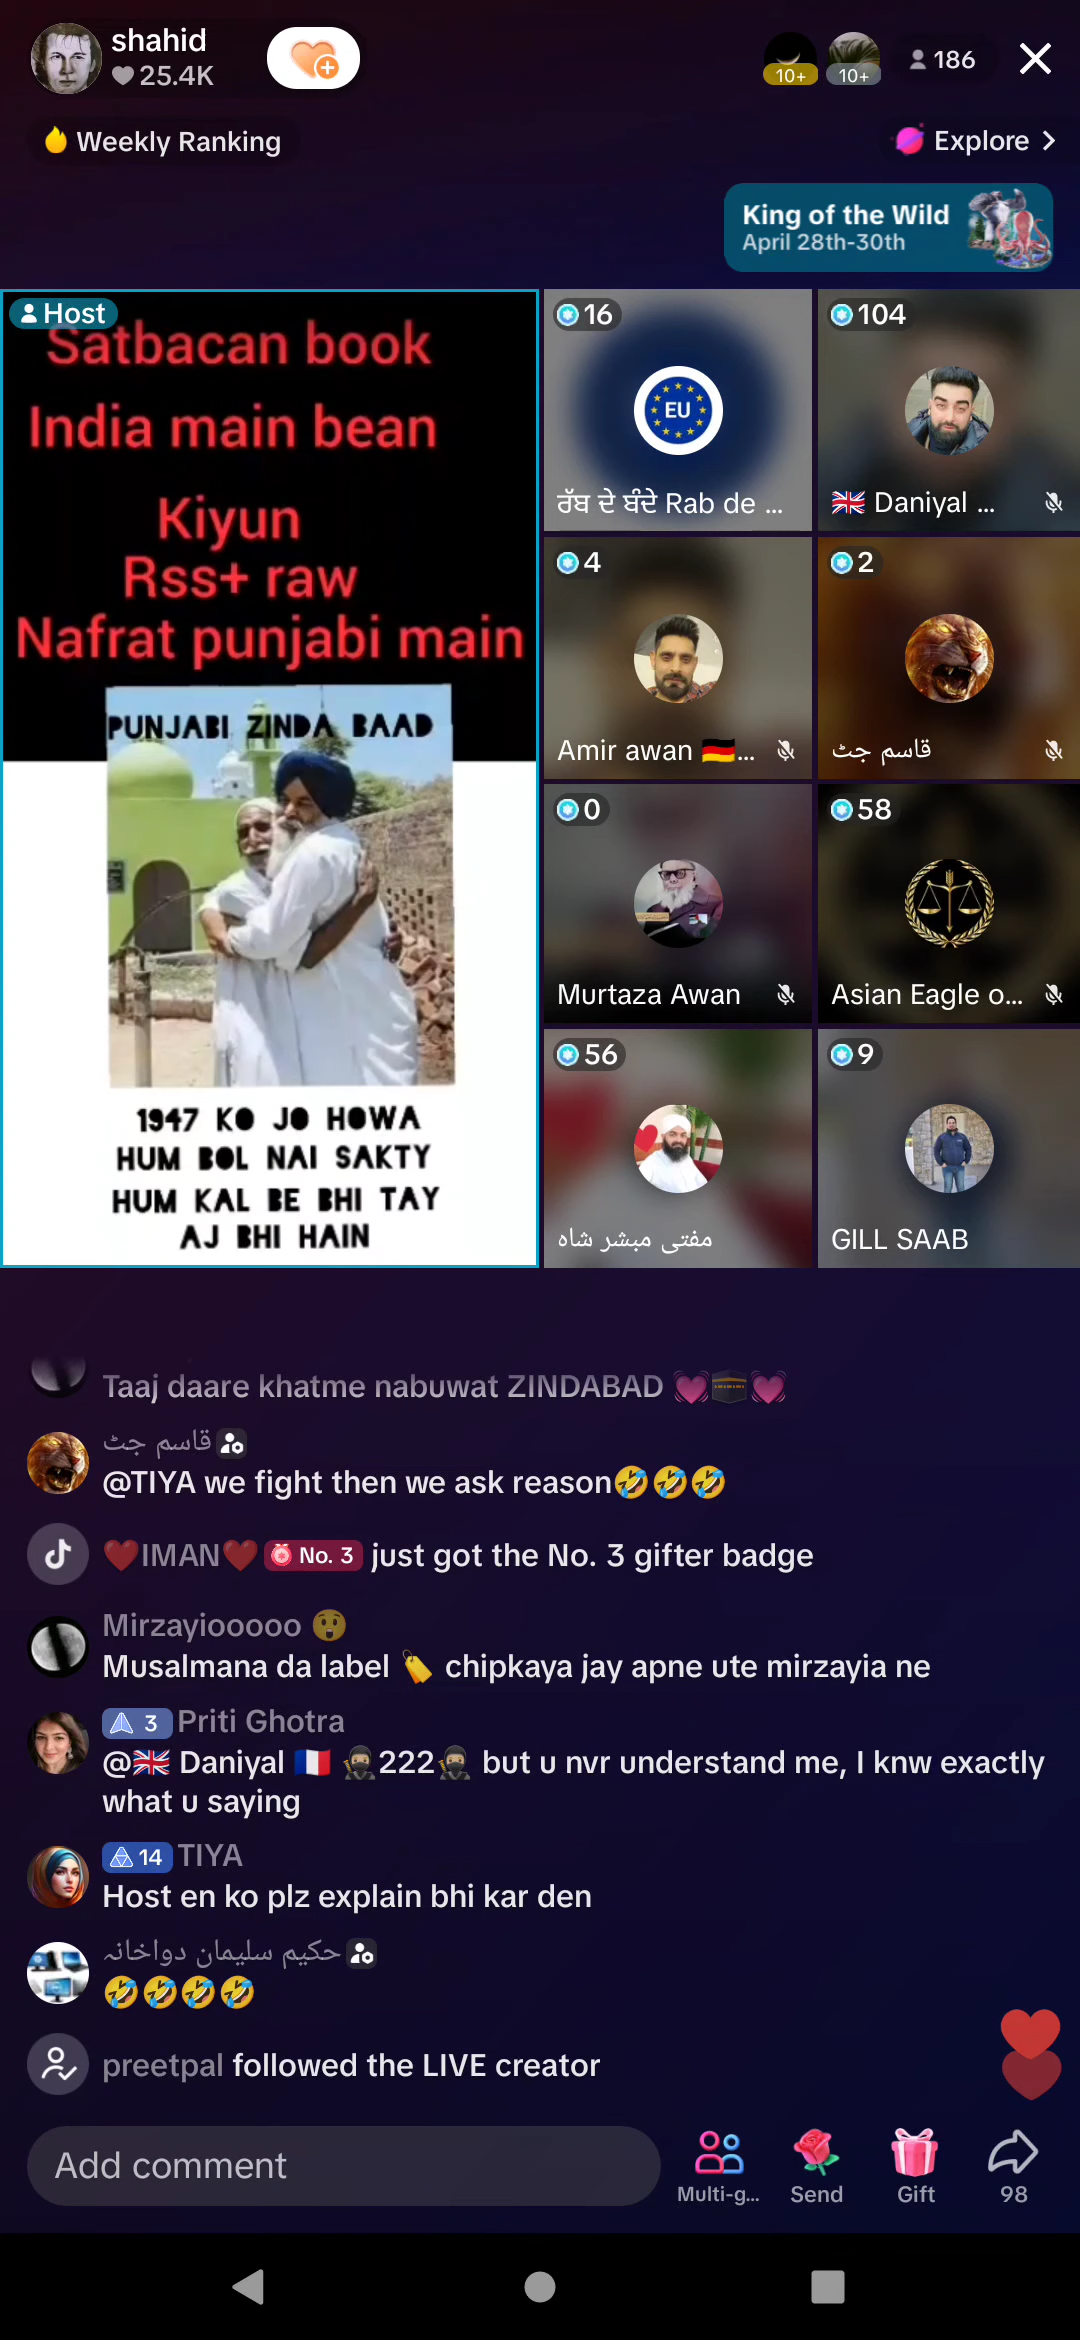 shahid
25.4K
10+
10+
186
Weekly Ranking
Explore
King of the Wild
April 28th-30th
Host
Satbacan book
India main bean
Kiyun
Rss+ raw
Nafrat punjabi main
PUNJABI ZINDA BAAD
1947 KO JO HOWA
HUM BOL NAI SAKTY
HUM KAL BE BHI TAY
AJ BHI HAIN
16
EU
ਰੱਬ ਦੇ ਬੰਦੇ Rab de ...
104
🇬🇧 Daniyal ...
4
Amir awan 🇩🇪...
2
قاسم جٹ
0
Murtaza Awan
58
Asian Eagle o...
56
مفتی مبشر شاہ
9
GILL SAAB
Taaj daare khatme nabuwat ZINDABAD 💓🕋💓
قاسم جٹ
@TIYA we fight then we ask reason🤣🤣🤣
❤️IMAN❤️ No. 3 just got the No. 3 gifter badge
Mirzayiooooo 😲
Musalmana da label 🏷️ chipkaya jay apne ute mirzayia ne
3 Priti Ghotra
@🇬🇧 Daniyal 🇫🇷 🥷222🥷 but u nvr understand me, I knw exactly
what u saying
14 TIYA
Host en ko plz explain bhi kar den
حکیم سلیمان دواخانہ
🤣🤣🤣🤣
preetpal followed the LIVE creator
Add comment
Multi-g...
Send
Gift
98